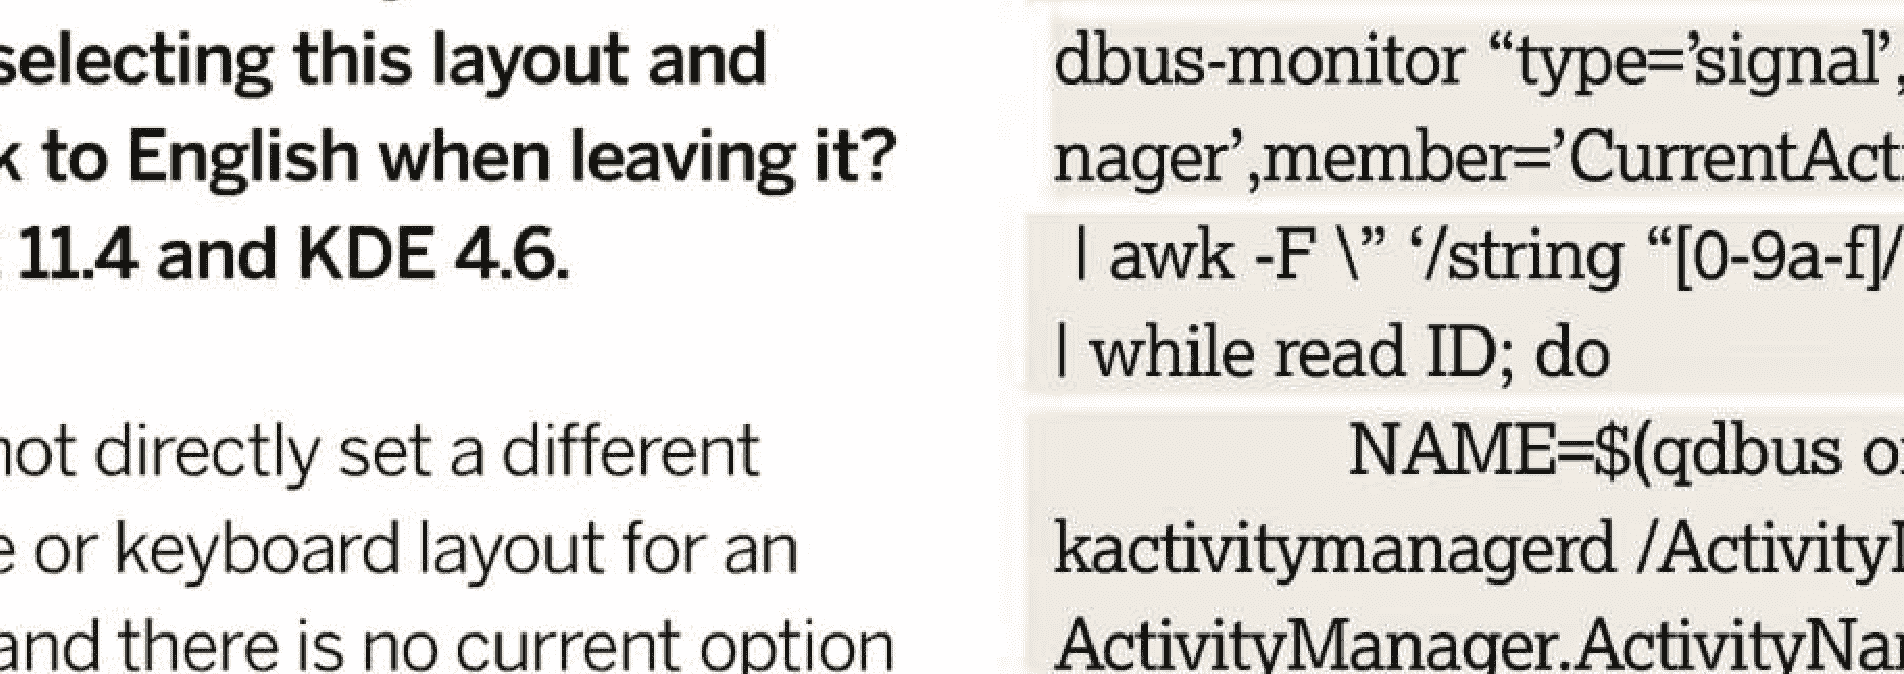 selecting this layout and
k to English when leaving it?
11.4 and KDE 4.6.
not directly set a different
e or keyboard layout for an
and there is no current option
dbus-monitor “type=’signal’,
nager’,member=’CurrentActi
| awk -F \” ‘/string “[0-9a-f]/
| while read ID; do
NAME=$(qdbus or
kactivitymanagerd /Activity
ActivityManager.ActivityNa